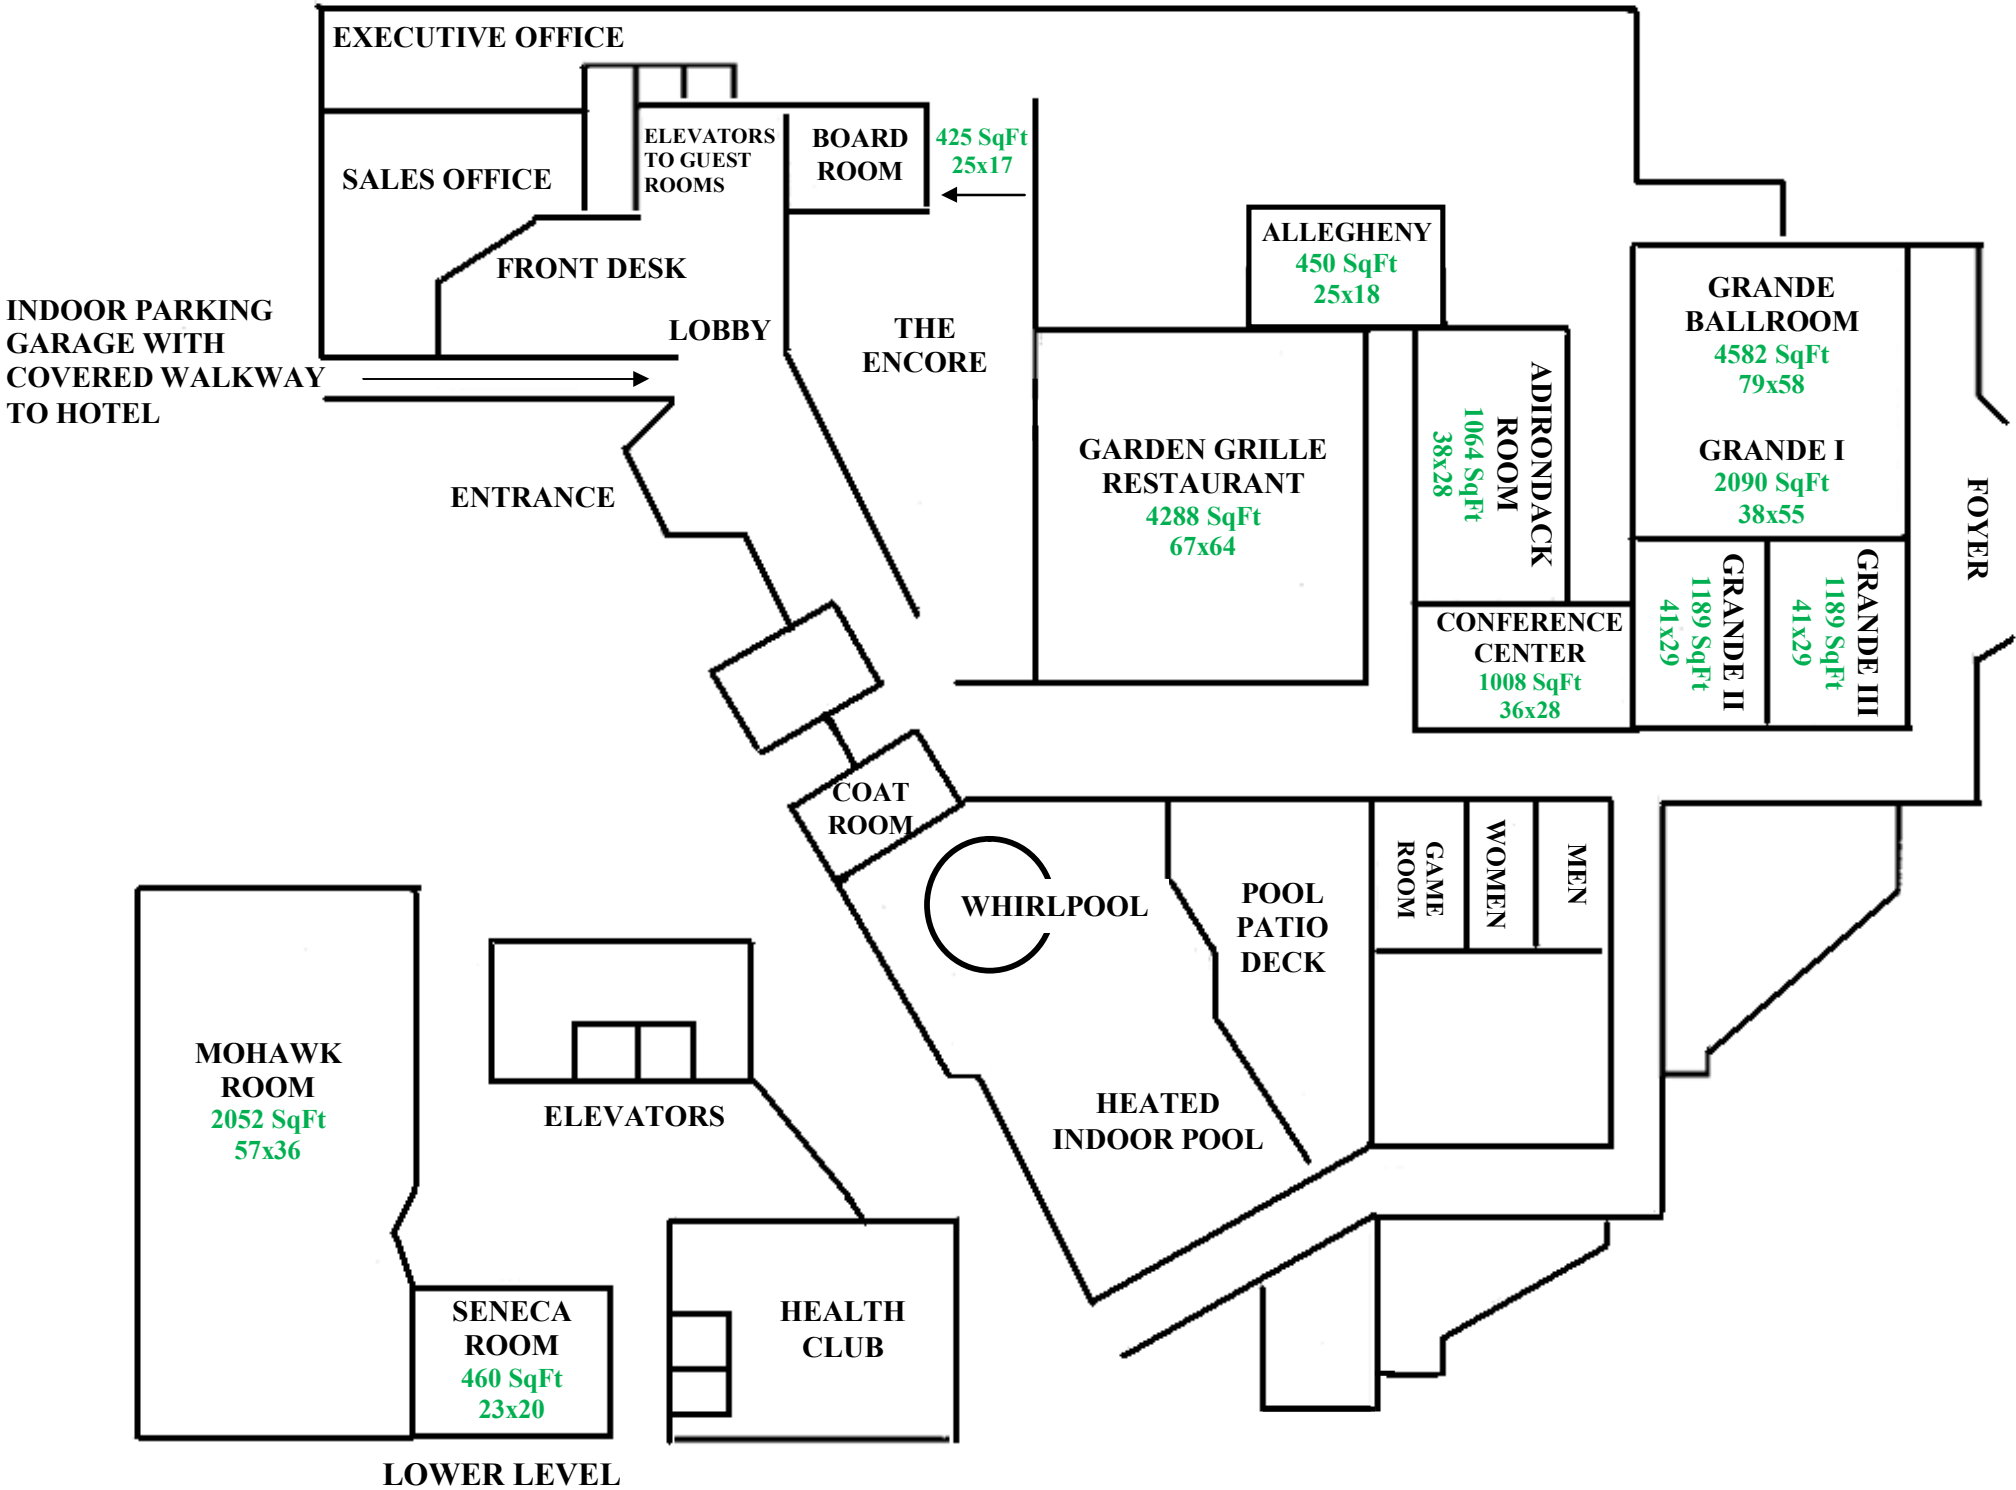 EXECUTIVE OFFICE
SALES OFFICE
ELEVATORS
TO GUEST
ROOMS
BOARD
ROOM
425 SqFt
25x17
FRONT DESK
LOBBY
THE
ENCORE
INDOOR PARKING
GARAGE WITH
COVERED WALKWAY
TO HOTEL
ENTRANCE
ALLEGHENY
450 SqFt
25x18
GARDEN GRILLE
RESTAURANT
4288 SqFt
67x64
ADIRONDACK
ROOM
1064 SqFt
38x28
CONFERENCE
CENTER
1008 SqFt
36x28
GRANDE
BALLROOM
4582 SqFt
79x58
GRANDE I
2090 SqFt
38x55
GRANDE II
1189 SqFt
41x29
GRANDE III
1189 SqFt
41x29
FOYER
COAT
ROOM
WHIRLPOOL
POOL
PATIO
DECK
GAME
ROOM
WOMEN
MEN
HEATED
INDOOR POOL
MOHAWK
ROOM
2052 SqFt
57x36
ELEVATORS
SENECA
ROOM
460 SqFt
23x20
HEALTH
CLUB
LOWER LEVEL